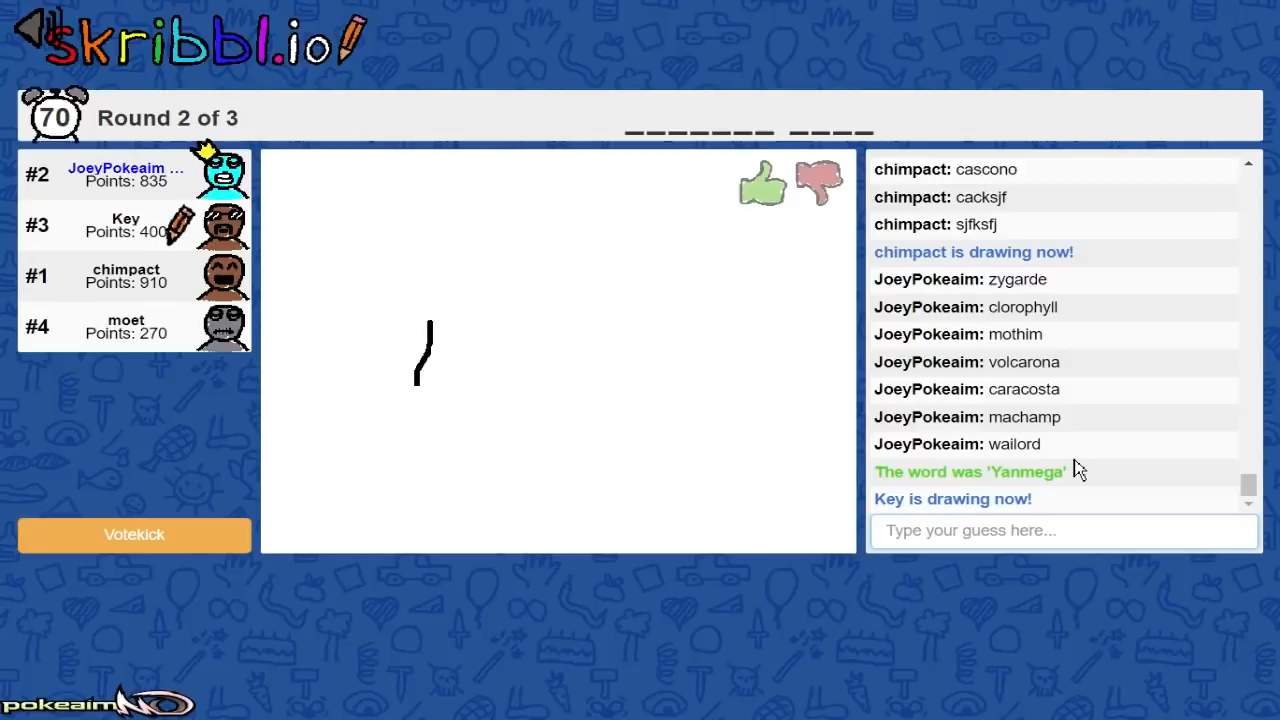 skribbl.io
70
Round 2 of 3
_______ ____
#2
JoeyPokeaim ...
Points: 835
#3
Key
Points: 400
#1
chimpact
Points: 910
#4
moet
Points: 270
Votekick
chimpact: cascono
chimpact: cacksjf
chimpact: sjfksfj
chimpact is drawing now!
JoeyPokeaim: zygarde
JoeyPokeaim: clorophyll
JoeyPokeaim: mothim
JoeyPokeaim: volcarona
JoeyPokeaim: caracosta
JoeyPokeaim: machamp
JoeyPokeaim: wailord
The word was 'Yanmega'
Key is drawing now!
Type your guess here...
pokeaim